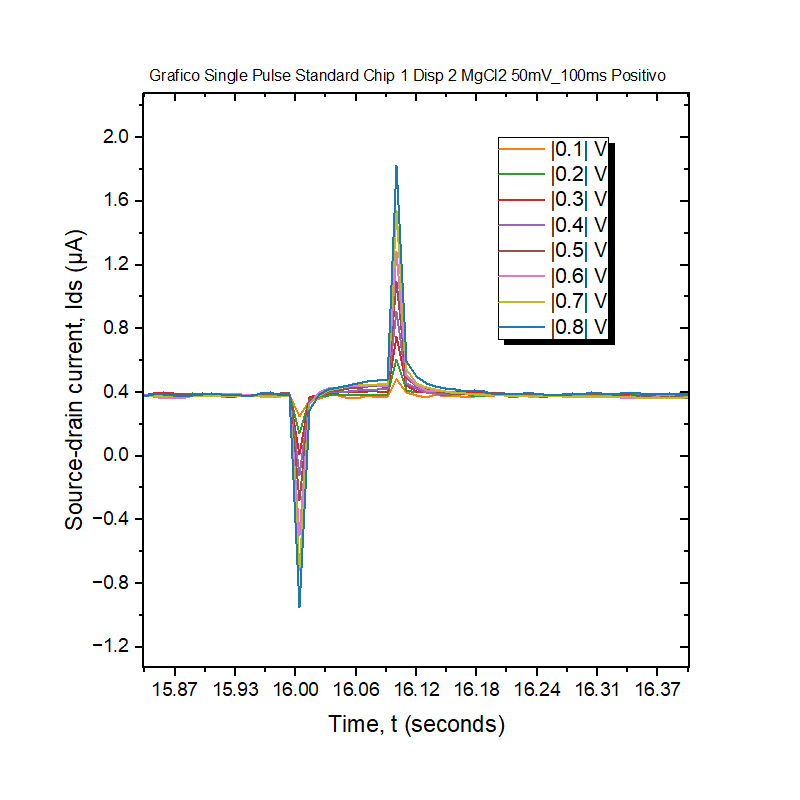 Grafico Single Pulse Standard Chip 1 Disp 2 MgCl2 50mV_100ms Positivo
2.0
1.6
1.2
0.8
0.4
0.0
−0.4
−0.8
−1.2
Source-drain current, Ids (µA)
|0.1| V
|0.2| V
|0.3| V
|0.4| V
|0.5| V
|0.6| V
|0.7| V
|0.8| V
15.87 15.93 16.00 16.06 16.12 16.18 16.24 16.31 16.37
Time, t (seconds)